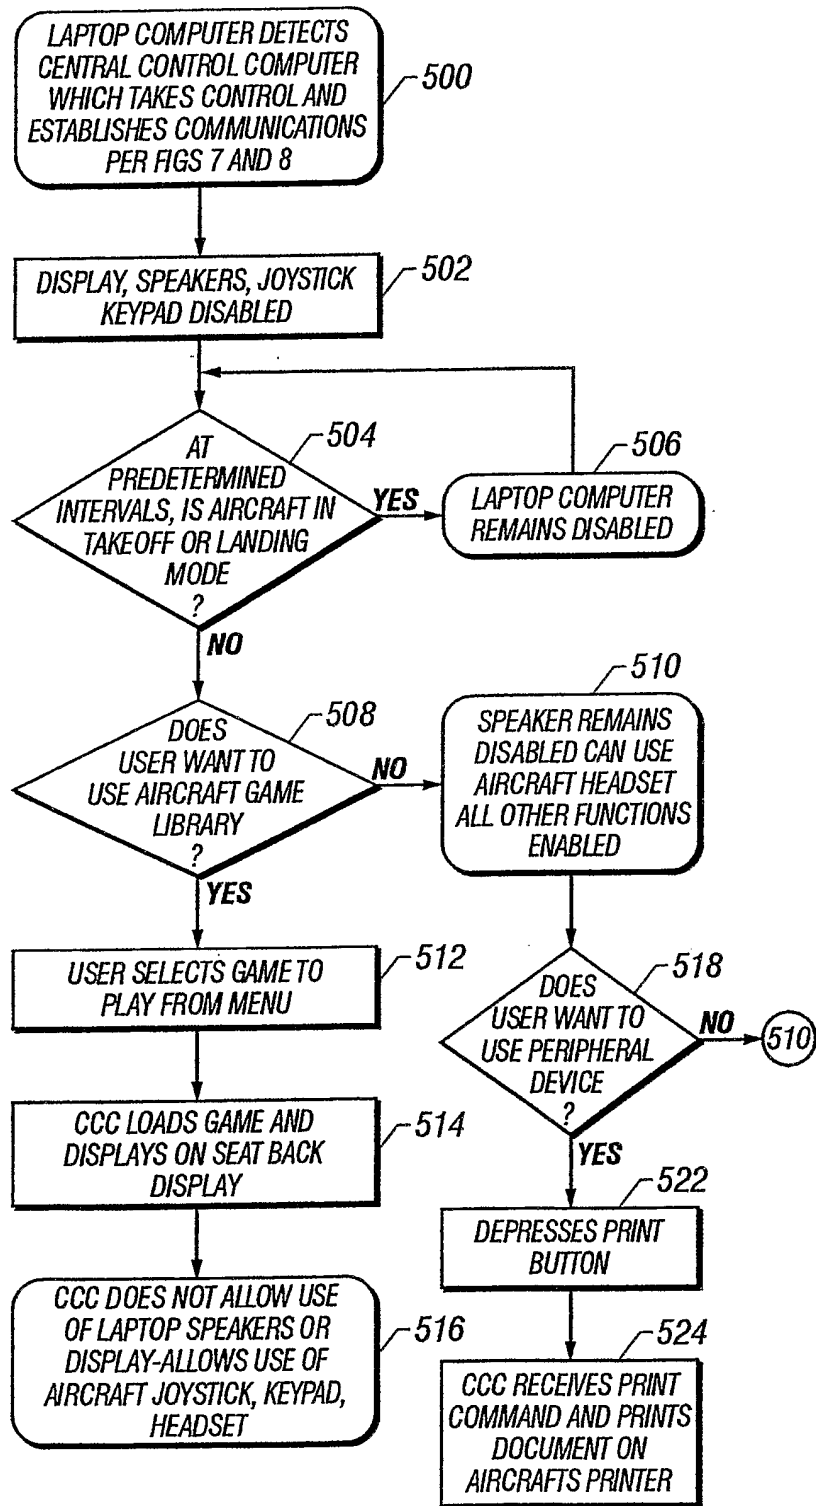 LAPTOP COMPUTER DETECTS
CENTRAL CONTROL COMPUTER
WHICH TAKES CONTROL AND
ESTABLISHES COMMUNICATIONS
PER FIGS 7 AND 8
500
DISPLAY, SPEAKERS, JOYSTICK
KEYPAD DISABLED
502
AT
PREDETERMINED
INTERVALS, IS AIRCRAFT IN
TAKEOFF OR LANDING
MODE
?
504
YES
LAPTOP COMPUTER
REMAINS DISABLED
506
NO
DOES
USER WANT TO
USE AIRCRAFT GAME
LIBRARY
?
508
NO
SPEAKER REMAINS
DISABLED CAN USE
AIRCRAFT HEADSET
ALL OTHER FUNCTIONS
ENABLED
510
YES
USER SELECTS GAME TO
PLAY FROM MENU
512
CCC LOADS GAME AND
DISPLAYS ON SEAT BACK
DISPLAY
514
CCC DOES NOT ALLOW USE
OF LAPTOP SPEAKERS OR
DISPLAY-ALLOWS USE OF
AIRCRAFT JOYSTICK, KEYPAD,
HEADSET
516
DOES
USER WANT TO
USE PERIPHERAL
DEVICE
?
518
NO
510
YES
DEPRESSES PRINT
BUTTON
522
CCC RECEIVES PRINT
COMMAND AND PRINTS
DOCUMENT ON
AIRCRAFTS PRINTER
524